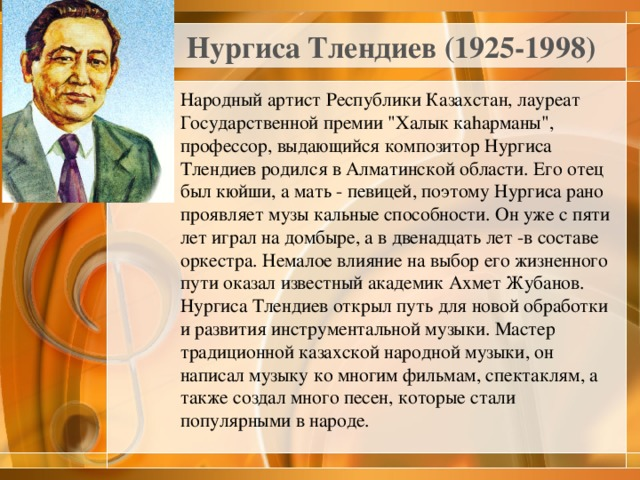 Нургиса Тлендиев (1925-1998)
Народный артист Республики Казахстан, лауреат
Государственной премии "Халык каhарманы",
профессор, выдающийся композитор Нургиса
Тлендиев родился в Алматинской области. Его отец
был кюйши, а мать - певицей, поэтому Нургиса рано
проявляет музы кальные способности. Он уже с пяти
лет играл на домбыре, а в двенадцать лет -в составе
оркестра. Немалое влияние на выбор его жизненного
пути оказал известный академик Ахмет Жубанов.
Нургиса Тлендиев открыл путь для новой обработки
и развития инструментальной музыки. Мастер
традиционной казахской народной музыки, он
написал музыку ко многим фильмам, спектаклям, а
также создал много песен, которые стали
популярными в народе.